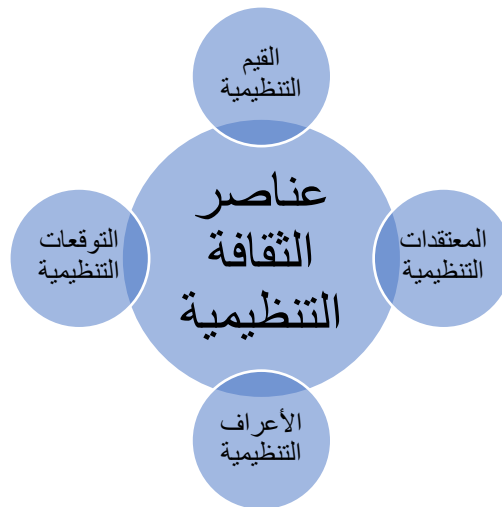 القيم
التنظيمية
عناصر
الثقافة
التنظيمية
المعتقدات
التنظيمية
التوقعات
التنظيمية
الأعراف
التنظيمية